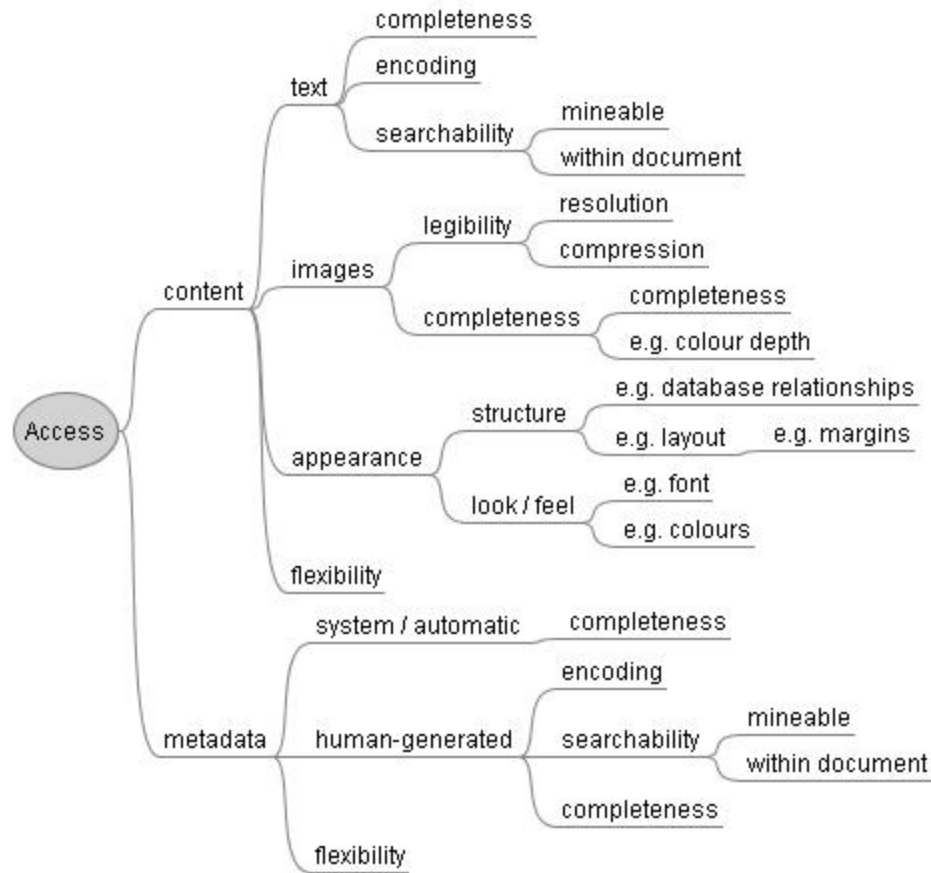 Access
content
text
completeness
encoding
searchability
mineable
within document
images
legibility
resolution
compression
completeness
completeness
e.g. colour depth
appearance
structure
e.g. database relationships
e.g. layout
e.g. margins
look / feel
e.g. font
e.g. colours
flexibility
metadata
system / automatic
completeness
human-generated
encoding
searchability
mineable
within document
completeness
flexibility